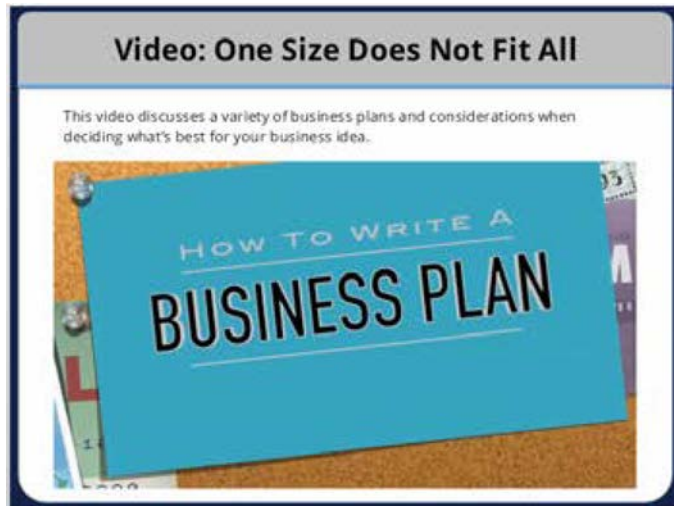 Video: One Size Does Not Fit All
This video discusses a variety of business plans and considerations when
deciding what's best for your business idea.
HOW TO WRITE A
BUSINESS PLAN